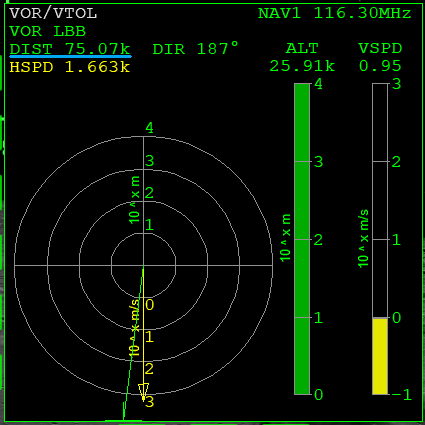 VOR/VTOL NAV1 116.30MHz
VOR LBB
DIST 75.07k DIR 187° ALT VSPD
HSPD 1.663k 25.91k 0.95
4
3
2
1
10 ^ x m
0
1
2
3
10 ^ x m/s
4
3
2
1
0
10 ^ x m
3
2
1
0
-1
10 ^ x m/s